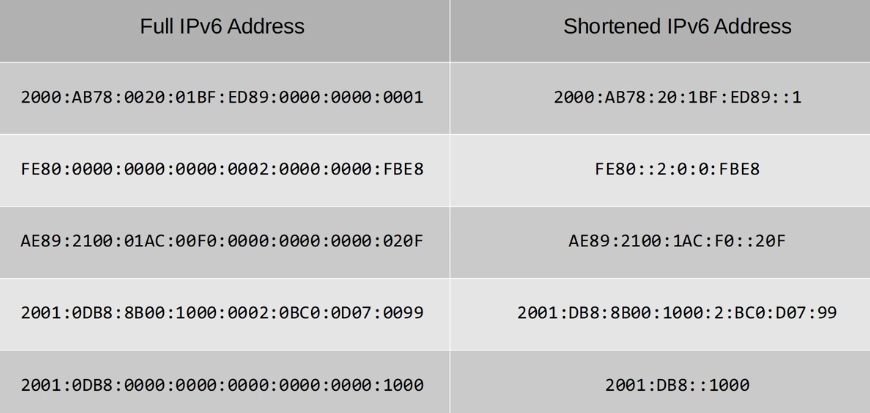 Full IPv6 Address Shortened IPv6 Address
2000:AB78:0020:01BF:ED89:0000:0000:0001 2000:AB78:20:1BF:ED89::1
FE80:0000:0000:0000:0002:0000:0000:FBE8 FE80::2:0:0:FBE8
AE89:2100:01AC:00F0:0000:0000:0000:020F AE89:2100:1AC:F0::20F
2001:0DB8:8B00:1000:0002:0BC0:0D07:0099 2001:DB8:8B00:1000:2:BC0:D07:99
2001:0DB8:0000:0000:0000:0000:0000:1000 2001:DB8::1000